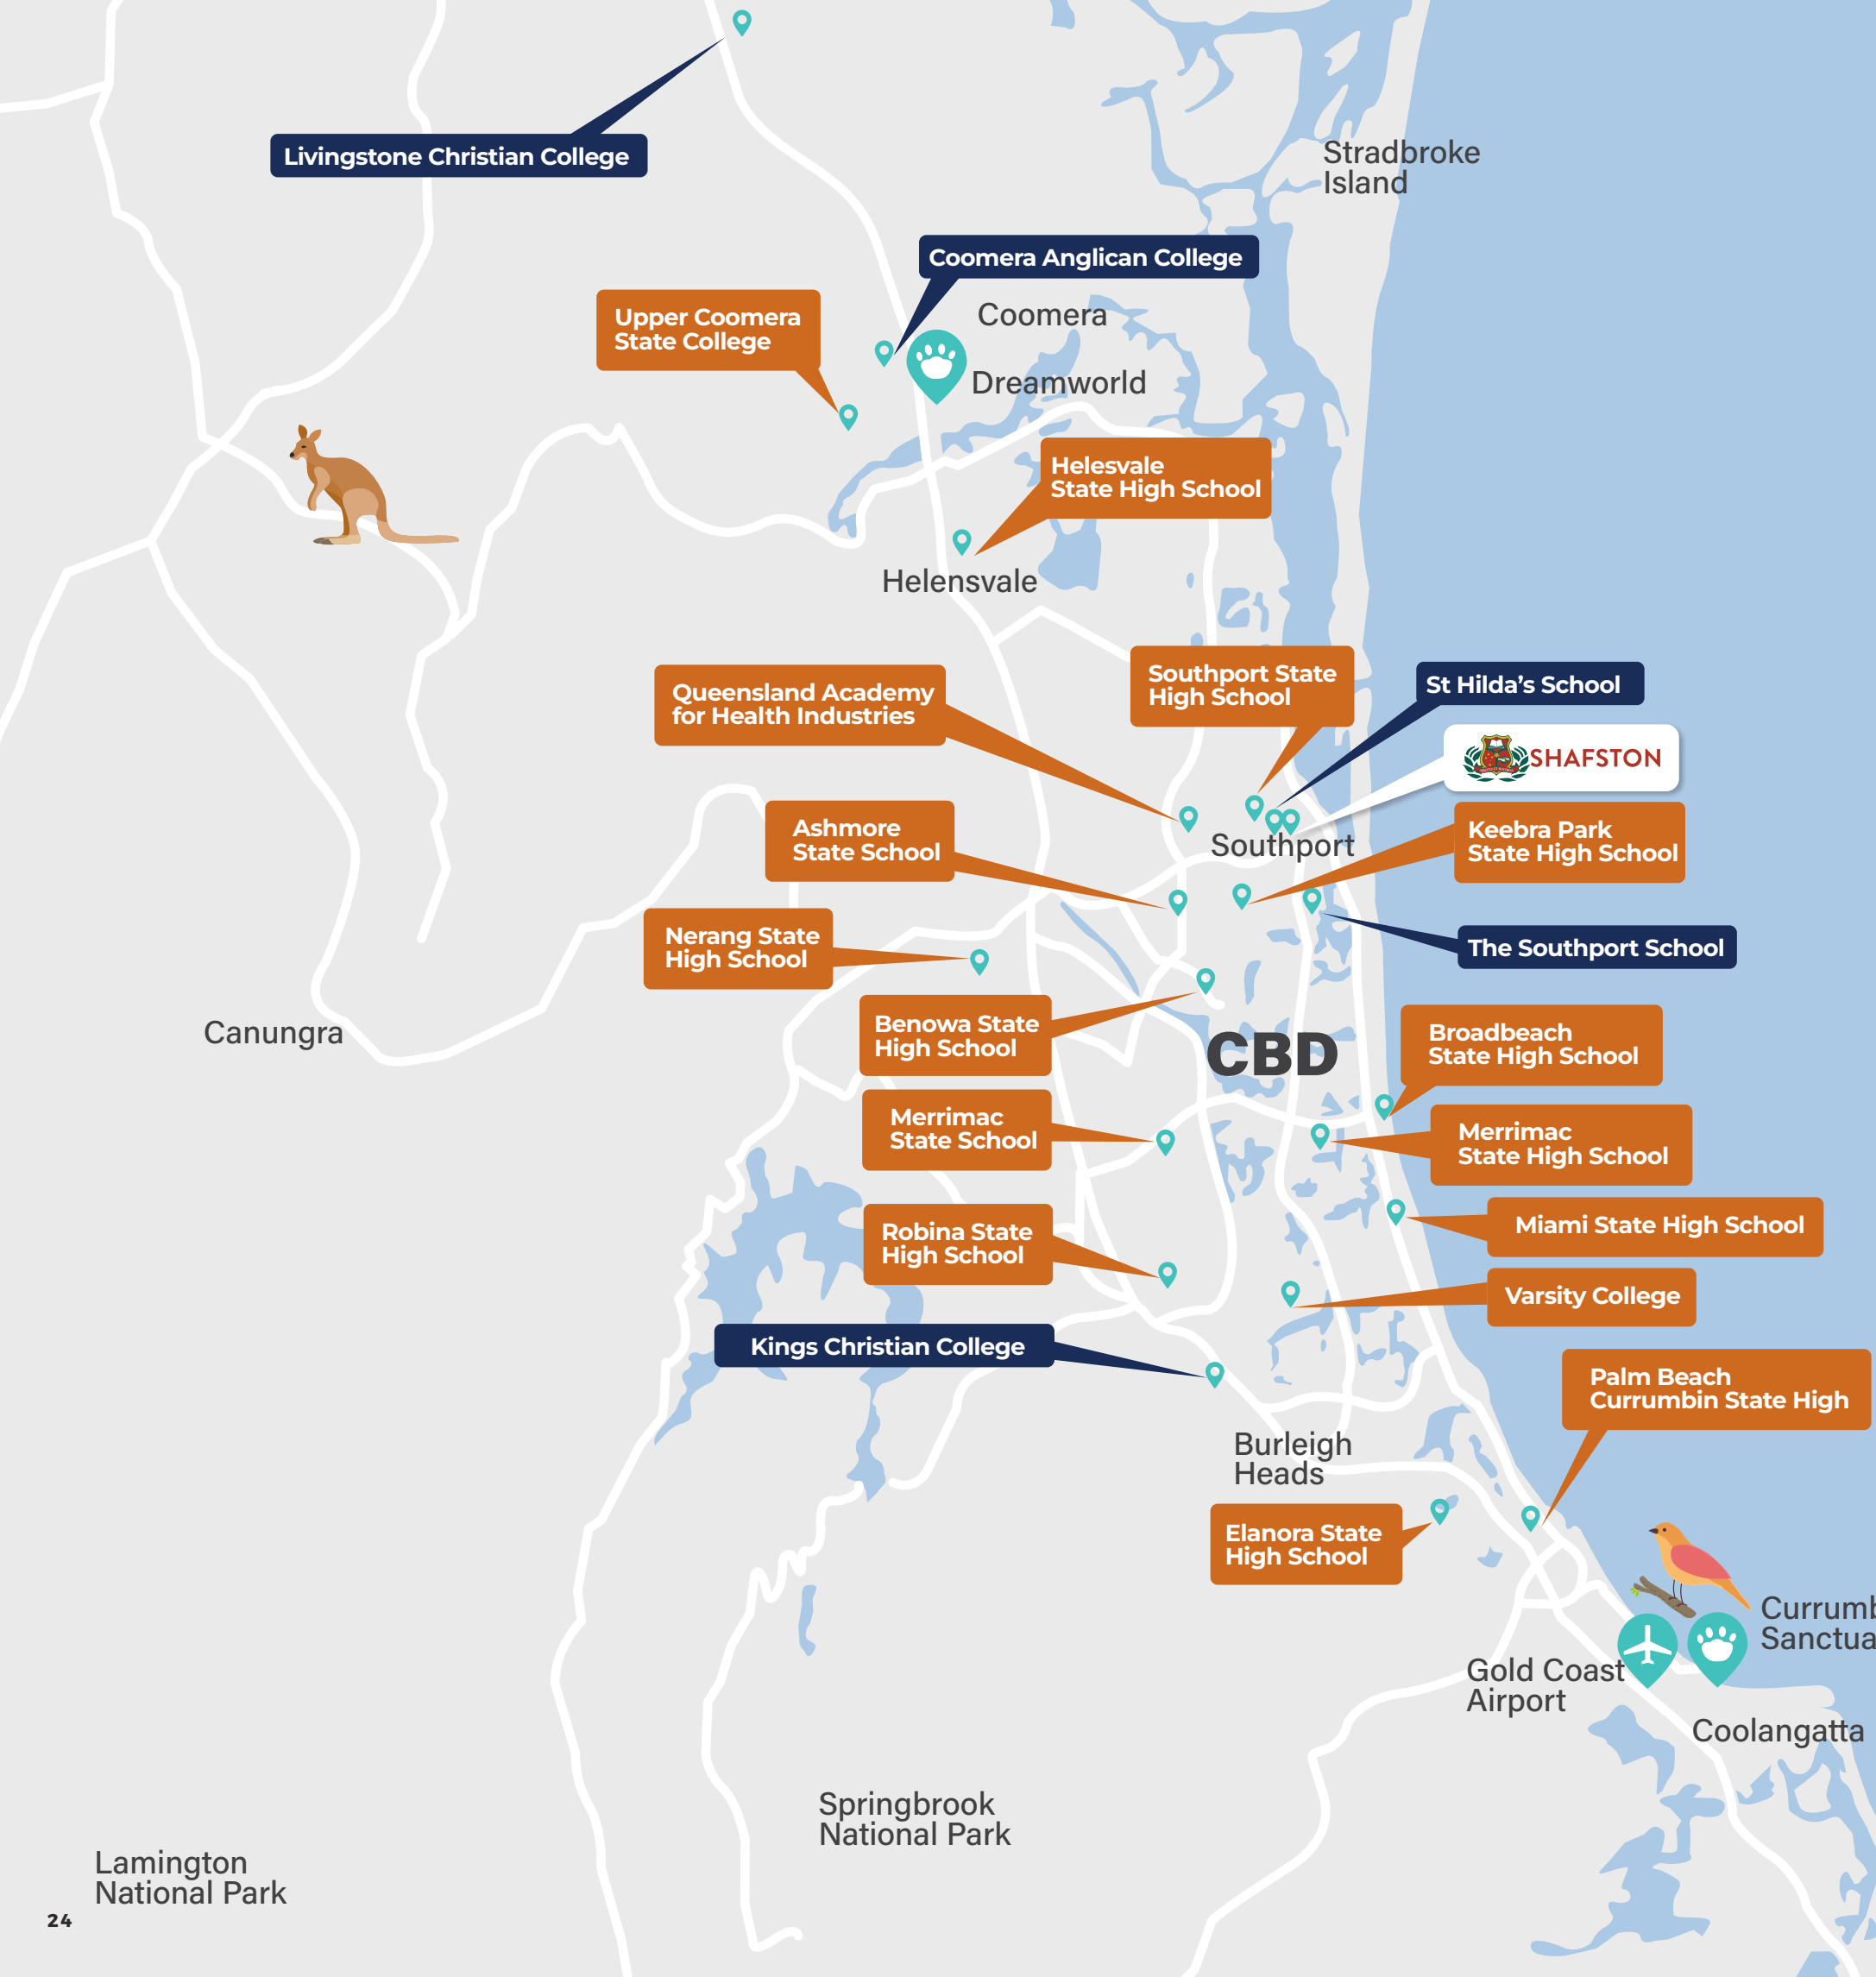 Livingstone Christian College
Stradbroke
Island
Coomera Anglican College
Upper Coomera
State College
Coomera
Dreamworld
Helesvale
State High School
Helensvale
Southport State
High School
St Hilda’s School
Queensland Academy
for Health Industries
SHAFSTON
Ashmore
State School
Southport
Keebra Park
State High School
Nerang State
High School
The Southport School
Canungra
Benowa State
High School
CBD
Broadbeach
State High School
Merrimac
State School
Merrimac
State High School
Robina State
High School
Miami State High School
Varsity College
Kings Christian College
Palm Beach
Currumbin State High
Burleigh
Heads
Elanora State
High School
Currumb
Sanctua
Gold Coast
Airport
Coolangatta
Springbrook
National Park
Lamington
National Park
24